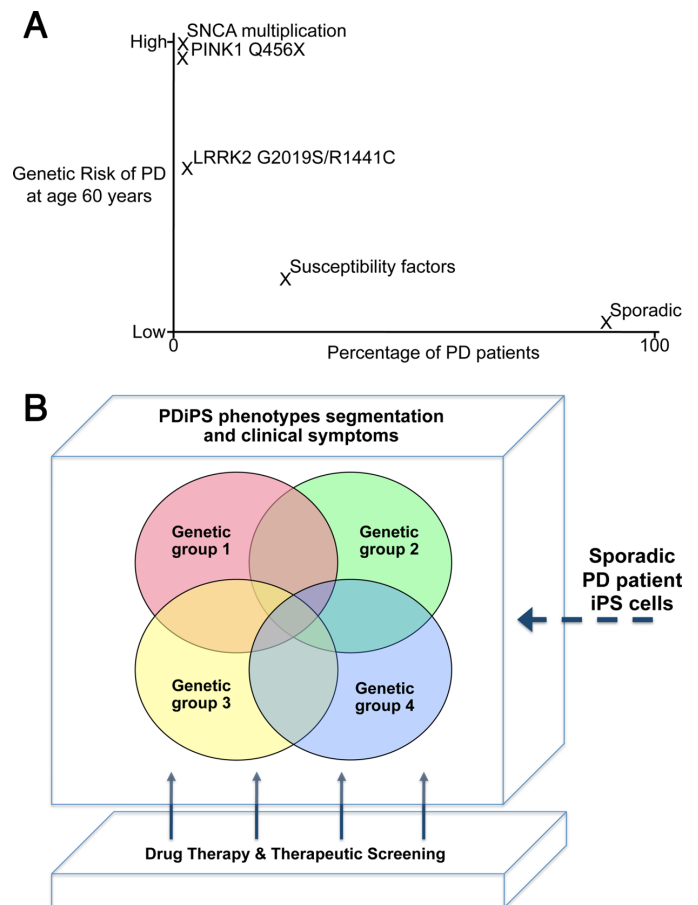 A
High
SNCA multiplication
PINK1 Q456X
LRRK2 G2019S/R1441C
Genetic Risk of PD
at age 60 years
Susceptibility factors
Sporadic
Low
0
Percentage of PD patients
100
B
PDiPS phenotypes segmentation
and clinical symptoms
Genetic
group 1
Genetic
group 2
Sporadic
PD patient
iPS cells
Genetic
group 3
Genetic
group 4
Drug Therapy & Therapeutic Screening